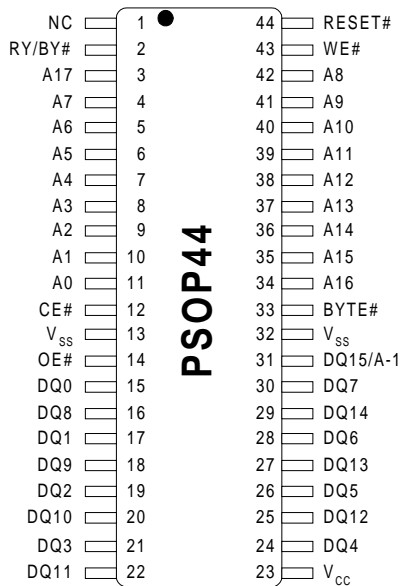 NC 1 44 RESET#
RY/BY# 2 43 WE#
A17 3 42 A8
A7 4 41 A9
A6 5 40 A10
A5 6 39 A11
A4 7 38 A12
A3 8 37 A13
A2 9 36 A14
A1 10 35 A15
A0 11 34 A16
CE# 12 33 BYTE#
VSS 13 32 VSS
OE# 14 31 DQ15/A-1
DQ0 15 30 DQ7
DQ8 16 29 DQ14
DQ1 17 28 DQ6
DQ9 18 27 DQ13
DQ2 19 26 DQ5
DQ10 20 25 DQ12
DQ3 21 24 DQ4
DQ11 22 23 VCC
PSOP44